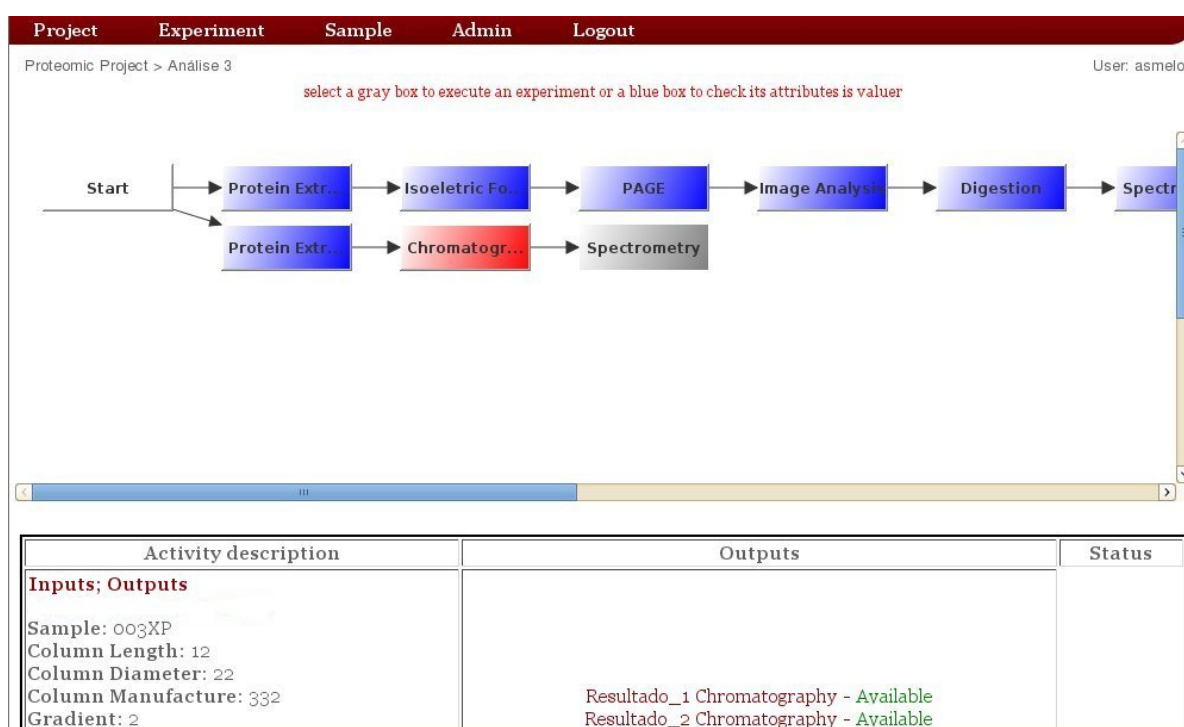 Project Experiment Sample Admin Logout
Proteomic Project > Análise 3 User: asmelo
select a gray box to execute an experiment or a blue box to check its attributes is valuer
Start Protein Extr... Isoeletric Fo... PAGE Image Analysis Digestion Spectr
Protein Extr... Chromatogr... Spectrometry
Activity description Outputs Status
Inputs; Outputs
Sample: 003XP
Column Length: 12
Column Diameter: 22
Column Manufacture: 332 Resultado_1 Chromatography - Available
Gradient: 2 Resultado_2 Chromatography - Available